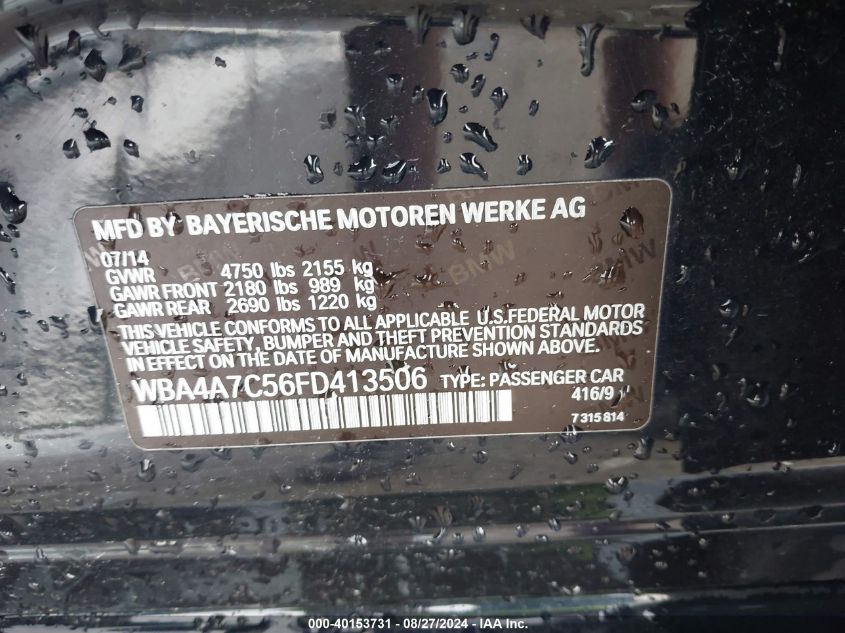 MFD BY BAYERISCHE MOTOREN WERKE AG
07/14
GVWR 4750 lbs 2155 kg
GAWR FRONT 2180 lbs 989 kg
GAWR REAR 2690 lbs 1220 kg
THIS VEHICLE CONFORMS TO ALL APPLICABLE U.S.FEDERAL MOTOR
VEHICLE SAFETY, BUMPER AND THEFT PREVENTION STANDARDS
IN EFFECT ON THE DATE OF MANUFACTURE SHOWN ABOVE.
WBA4A7C56FD413506 TYPE: PASSENGER CAR
416/9
7 315 814
BMW
BMW
BMW
000-40153731 - 08/27/2024 - IAA Inc.